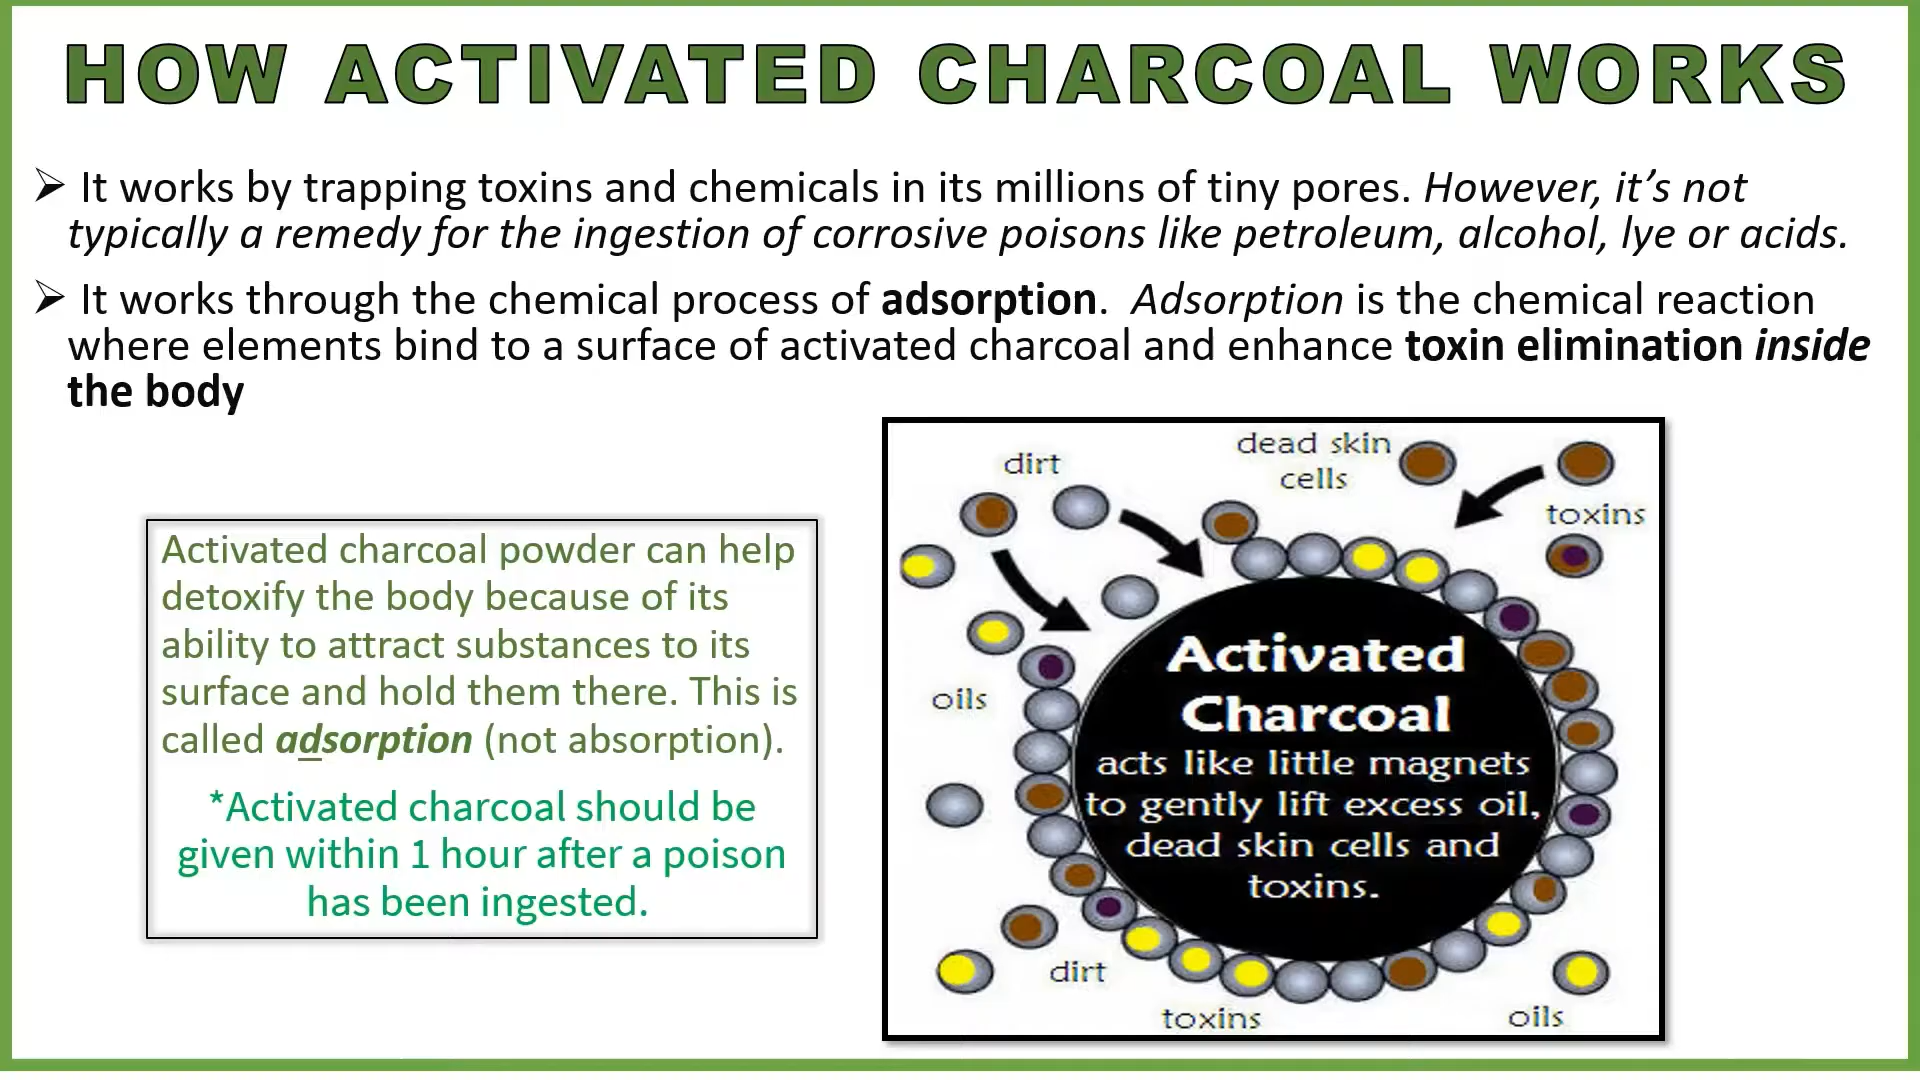 HOW ACTIVATED CHARCOAL WORKS
➢ It works by trapping toxins and chemicals in its millions of tiny pores. However, it’s not
typically a remedy for the ingestion of corrosive poisons like petroleum, alcohol, lye or acids.
➢ It works through the chemical process of adsorption. Adsorption is the chemical reaction
where elements bind to a surface of activated charcoal and enhance toxin elimination inside
the body
Activated charcoal powder can help
detoxify the body because of its
ability to attract substances to its
surface and hold them there. This is
called adsorption (not absorption).
*Activated charcoal should be
given within 1 hour after a poison
has been ingested.
dirt
dead skin
cells
toxins
oils
Activated
Charcoal
acts like little magnets
to gently lift excess oil,
dead skin cells and
toxins.
dirt
toxins
oils